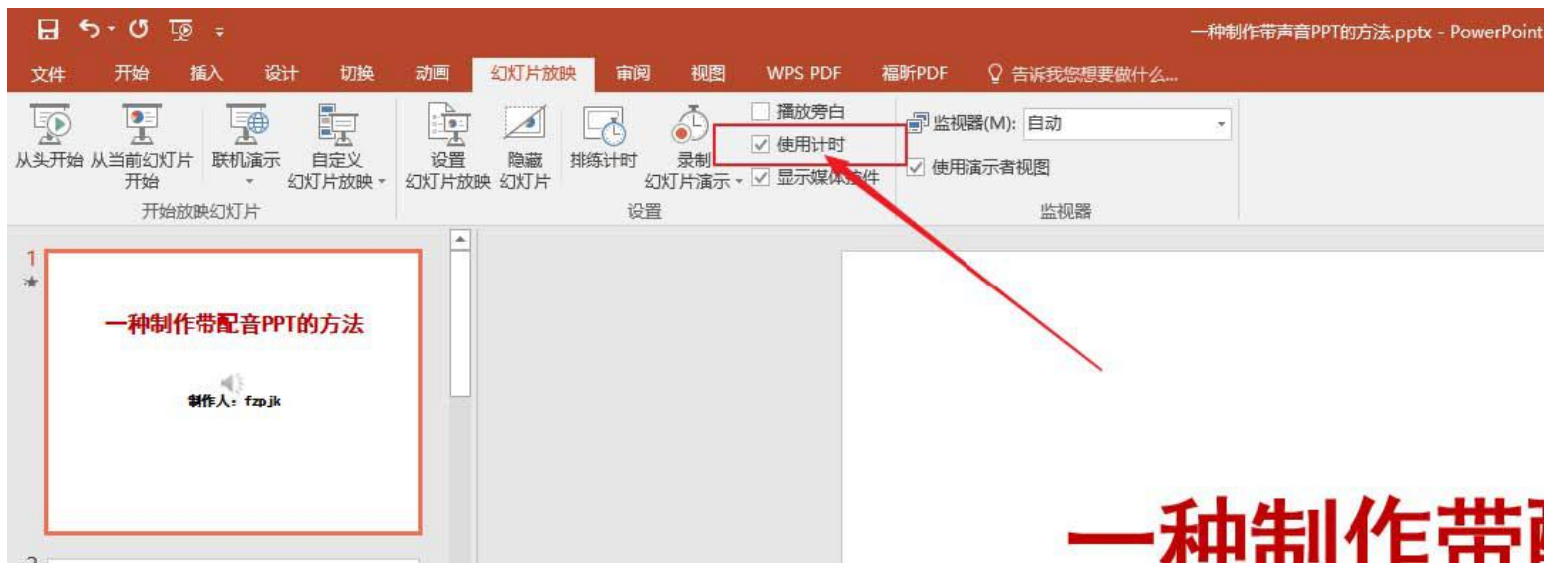 一种制作带声音PPT的方法.pptx - PowerPoint
文件 开始 插入 设计 切换 动画 幻灯片放映 审阅 视图 WPS PDF 福昕PDF 告诉我您想要做什么...
从头开始 从当前幻灯片 开始 联机演示 自定义 幻灯片放映
开始放映幻灯片
设置 幻灯片放映 隐藏 幻灯片 排练计时 录制 幻灯片演示
播放旁白
使用计时
显示媒体控件
设置
监视器(M): 自动
使用演示者视图
监视器
1
一种制作带配音PPT的方法
制作人：fzpjk
一种制作带